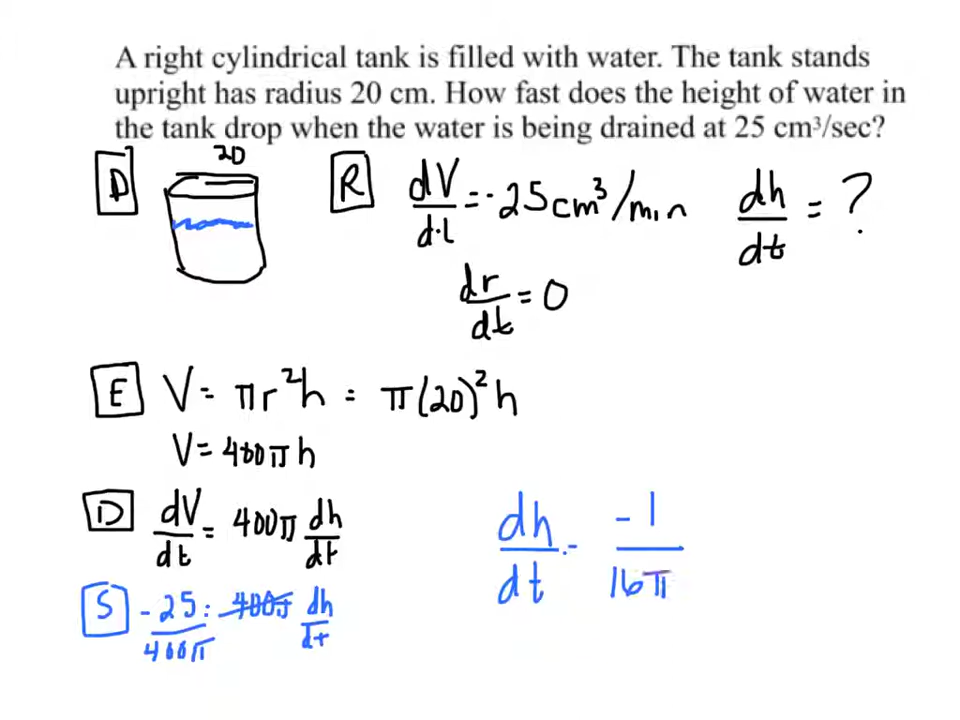 A right cylindrical tank is filled with water. The tank stands
upright has radius 20 cm. How fast does the height of water in
the tank drop when the water is being drained at 25 cm³/sec?
D 20 R dV/dt = -25 cm³/min dh/dt = ?
dr/dt = 0
E V = πr²h = π(20)²h
V = 400πh
D dV/dt = 400π dh/dt
dh/dt = -1/16π
S -25/400π = 400π dh/dt